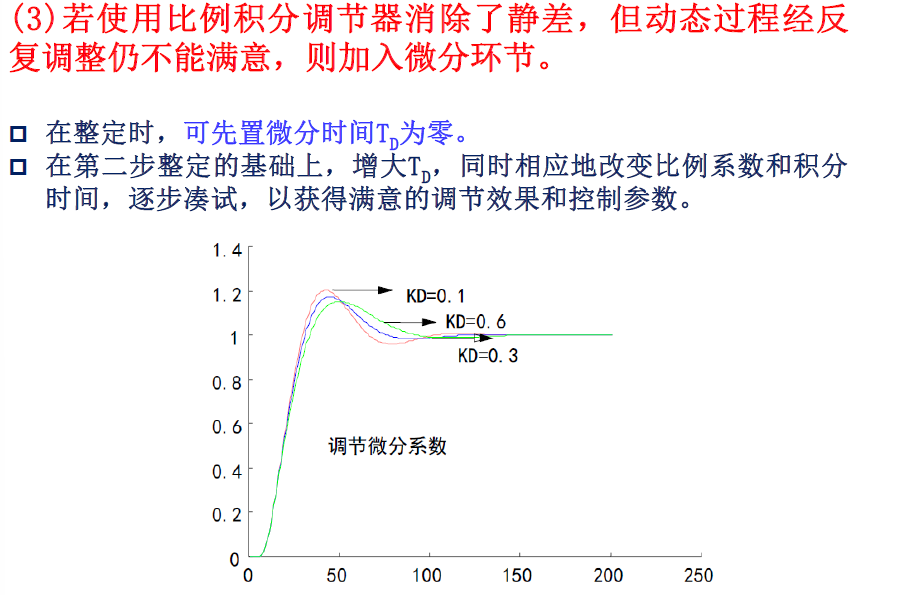 (3)若使用比例积分调节器消除了静差，但动态过程经反
复调整仍不能满意，则加入微分环节。
在整定时，可先置微分时间TD为零。
在第二步整定的基础上，增大TD，同时相应地改变比例系数和积分
时间，逐步凑试，以获得满意的调节效果和控制参数。
1.4
1.2
KD=0.1
KD=0.6
1
KD=0.3
0.8
0.6
调节微分系数
0.4
0.2
0
0 50 100 150 200 250